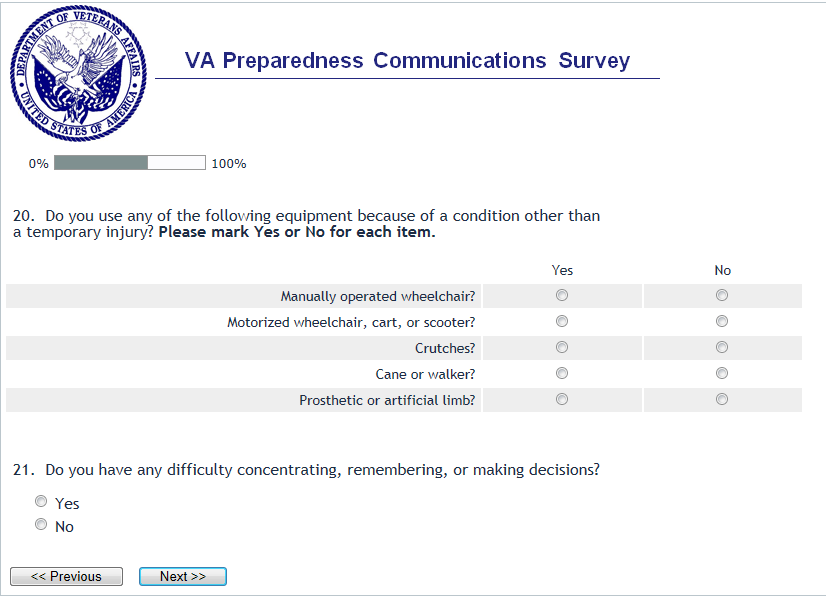 DEPARTMENT OF VETERANS AFFAIRS
UNITED STATES OF AMERICA
VA Preparedness Communications Survey
0% 100%
20. Do you use any of the following equipment because of a condition other than
a temporary injury? Please mark Yes or No for each item.
Yes No
Manually operated wheelchair?
Motorized wheelchair, cart, or scooter?
Crutches?
Cane or walker?
Prosthetic or artificial limb?
21. Do you have any difficulty concentrating, remembering, or making decisions?
Yes
No
<< Previous Next >>